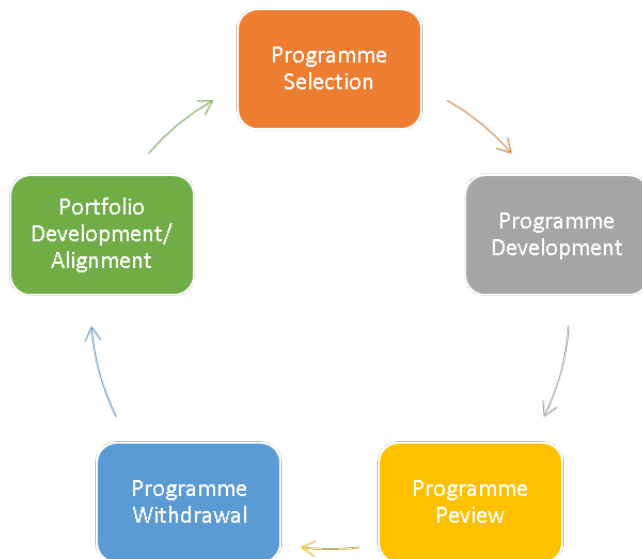 Programme
Selection
Programme
Development
Programme
Peview
Programme
Withdrawal
Portfolio
Development/
Alignment